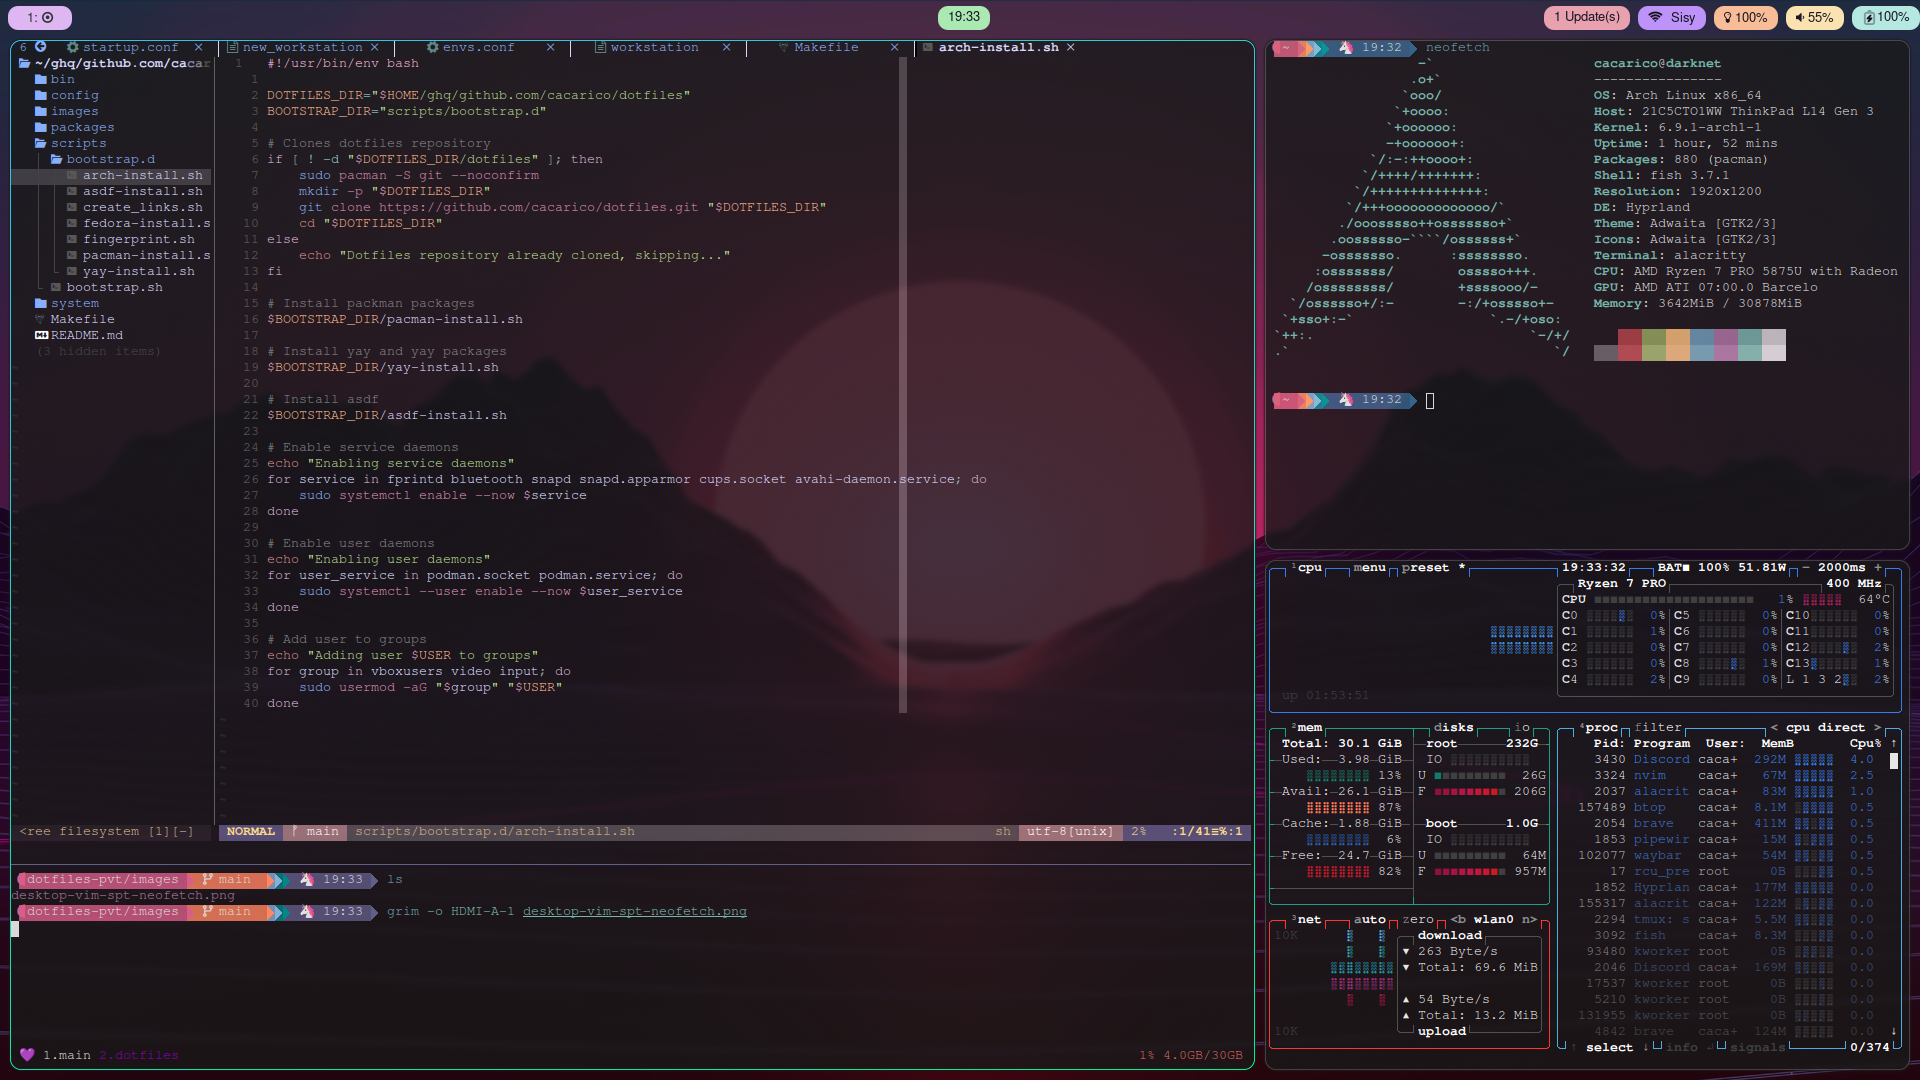 1:
19:33
1 Update(s)
Sisy
100%
55%
100%
6 startup.conf × new_workstation × envs.conf × workstation × Makefile × arch-install.sh ×
~/ghq/github.com/cacar
bin
config
images
packages
scripts
bootstrap.d
arch-install.sh
asdf-install.sh
create_links.sh
fedora-install.s
fingerprint.sh
pacman-install.s
yay-install.sh
bootstrap.sh
system
Makefile
README.md
(3 hidden items)
1 #!/usr/bin/env bash
1
2 DOTFILES_DIR="$HOME/ghq/github.com/cacarico/dotfiles"
3 BOOTSTRAP_DIR="scripts/bootstrap.d"
4
5 # Clones dotfiles repository
6 if [ ! -d "$DOTFILES_DIR/dotfiles" ]; then
7 sudo pacman -S git --noconfirm
8 mkdir -p "$DOTFILES_DIR"
9 git clone https://github.com/cacarico/dotfiles.git "$DOTFILES_DIR"
10 cd "$DOTFILES_DIR"
11 else
12 echo "Dotfiles repository already cloned, skipping..."
13 fi
14
15 # Install packman packages
16 $BOOTSTRAP_DIR/pacman-install.sh
17
18 # Install yay and yay packages
19 $BOOTSTRAP_DIR/yay-install.sh
20
21 # Install asdf
22 $BOOTSTRAP_DIR/asdf-install.sh
23
24 # Enable service daemons
25 echo "Enabling service daemons"
26 for service in fprintd bluetooth snapd snapd.apparmor cups.socket avahi-daemon.service; do
27 sudo systemctl enable --now $service
28 done
29
30 # Enable user daemons
31 echo "Enabling user daemons"
32 for user_service in podman.socket podman.service; do
33 sudo systemctl --user enable --now $user_service
34 done
35
36 # Add user to groups
37 echo "Adding user $USER to groups"
38 for group in vboxusers video input; do
39 sudo usermod -aG "$group" "$USER"
40 done
<ree filesystem [1][-] NORMAL main scripts/bootstrap.d/arch-install.sh sh utf-8[unix] 2% :1/41≡%:1
dotfiles-pvt/images main 19:33 ls
desktop-vim-spt-neofetch.png
dotfiles-pvt/images main 19:33 grim -o HDMI-A-1 desktop-vim-spt-neofetch.png
1.main 2.dotfiles 1% 4.0GB/30GB
~ 19:32 neofetch
-`
.o+`
`ooo/
`+oooo:
`+oooooo:
-+oooooo+:
`/:-:++oooo+:
`/++++/+++++++:
`/++++++++++++++:
`/+++ooooooooooooo/`
./ooosssso++osssssso+`
.oossssso-````/ossssss+`
-osssssso. :ssssssso.
:osssssss/ osssso+++.
/ossssssss/ +ssssooo/-
`/ossssso+/:- -:/+osssso+-
`+sso+:-` `.-/+oso:
`++:. `-/+/
.` `/
cacarico@darknet
----------------
OS: Arch Linux x86_64
Host: 21C5CTO1WW ThinkPad L14 Gen 3
Kernel: 6.9.1-arch1-1
Uptime: 1 hour, 52 mins
Packages: 880 (pacman)
Shell: fish 3.7.1
Resolution: 1920x1200
DE: Hyprland
Theme: Adwaita [GTK2/3]
Icons: Adwaita [GTK2/3]
Terminal: alacritty
CPU: AMD Ryzen 7 PRO 5875U with Radeon
GPU: AMD ATI 07:00.0 Barcelo
Memory: 3642MiB / 30878MiB
~ 19:32
¹cpu menu preset * 19:33:32 BAT■ 100% 51.81W - 2000ms +
Ryzen 7 PRO 400 MHz
CPU 1% 64°C
C0 0% C5 0% C10 0%
C1 1% C6 0% C11 0%
C2 0% C7 0% C12 2%
C3 0% C8 1% C13 1%
C4 2% C9 0% L 1 3 2 2%
up 01:53:51
²mem disks io
Total: 30.1 GiB root 232G
Used: 3.98 GiB IO
13% U 26G
Avail: 26.1 GiB F 206G
87%
Cache: 1.88 GiB boot 1.0G
6% IO
Free: 24.7 GiB U 64M
82% F 957M
³net auto zero <b wlan0 n>
10K download
▼ 263 Byte/s
▼ Total: 69.6 MiB
▲ 54 Byte/s
▲ Total: 13.2 MiB
10K upload
⁴proc filter < cpu direct >
Pid: Program User: MemB Cpu% ↑
3430 Discord caca+ 292M 4.0
3324 nvim caca+ 67M 2.5
2037 alacrit caca+ 83M 1.0
157489 btop caca+ 8.1M 0.5
2054 brave caca+ 411M 0.5
1853 pipewir caca+ 15M 0.5
102077 waybar caca+ 54M 0.5
17 rcu_pre root 0B 0.5
1852 Hyprlan caca+ 177M 0.0
155317 alacrit caca+ 122M 0.0
2294 tmux: s caca+ 5.5M 0.0
3092 fish caca+ 8.3M 0.0
93480 kworker root 0B 0.0
2046 Discord caca+ 169M 0.0
17537 kworker root 0B 0.0
5210 kworker root 0B 0.0
131955 kworker root 0B 0.0
4842 brave caca+ 124M 0.0 ↓
↑ select ↓ info ↵ signals 0/374